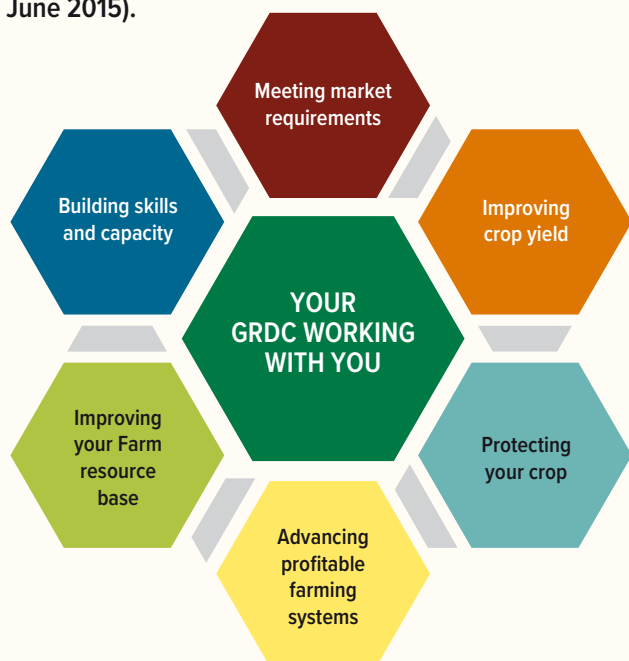 June 2015).
Meeting market
requirements
Building skills
and capacity
Improving
crop yield
YOUR
GRDC WORKING
WITH YOU
Improving
your Farm
resource
base
Protecting
your crop
Advancing
profitable
farming
systems